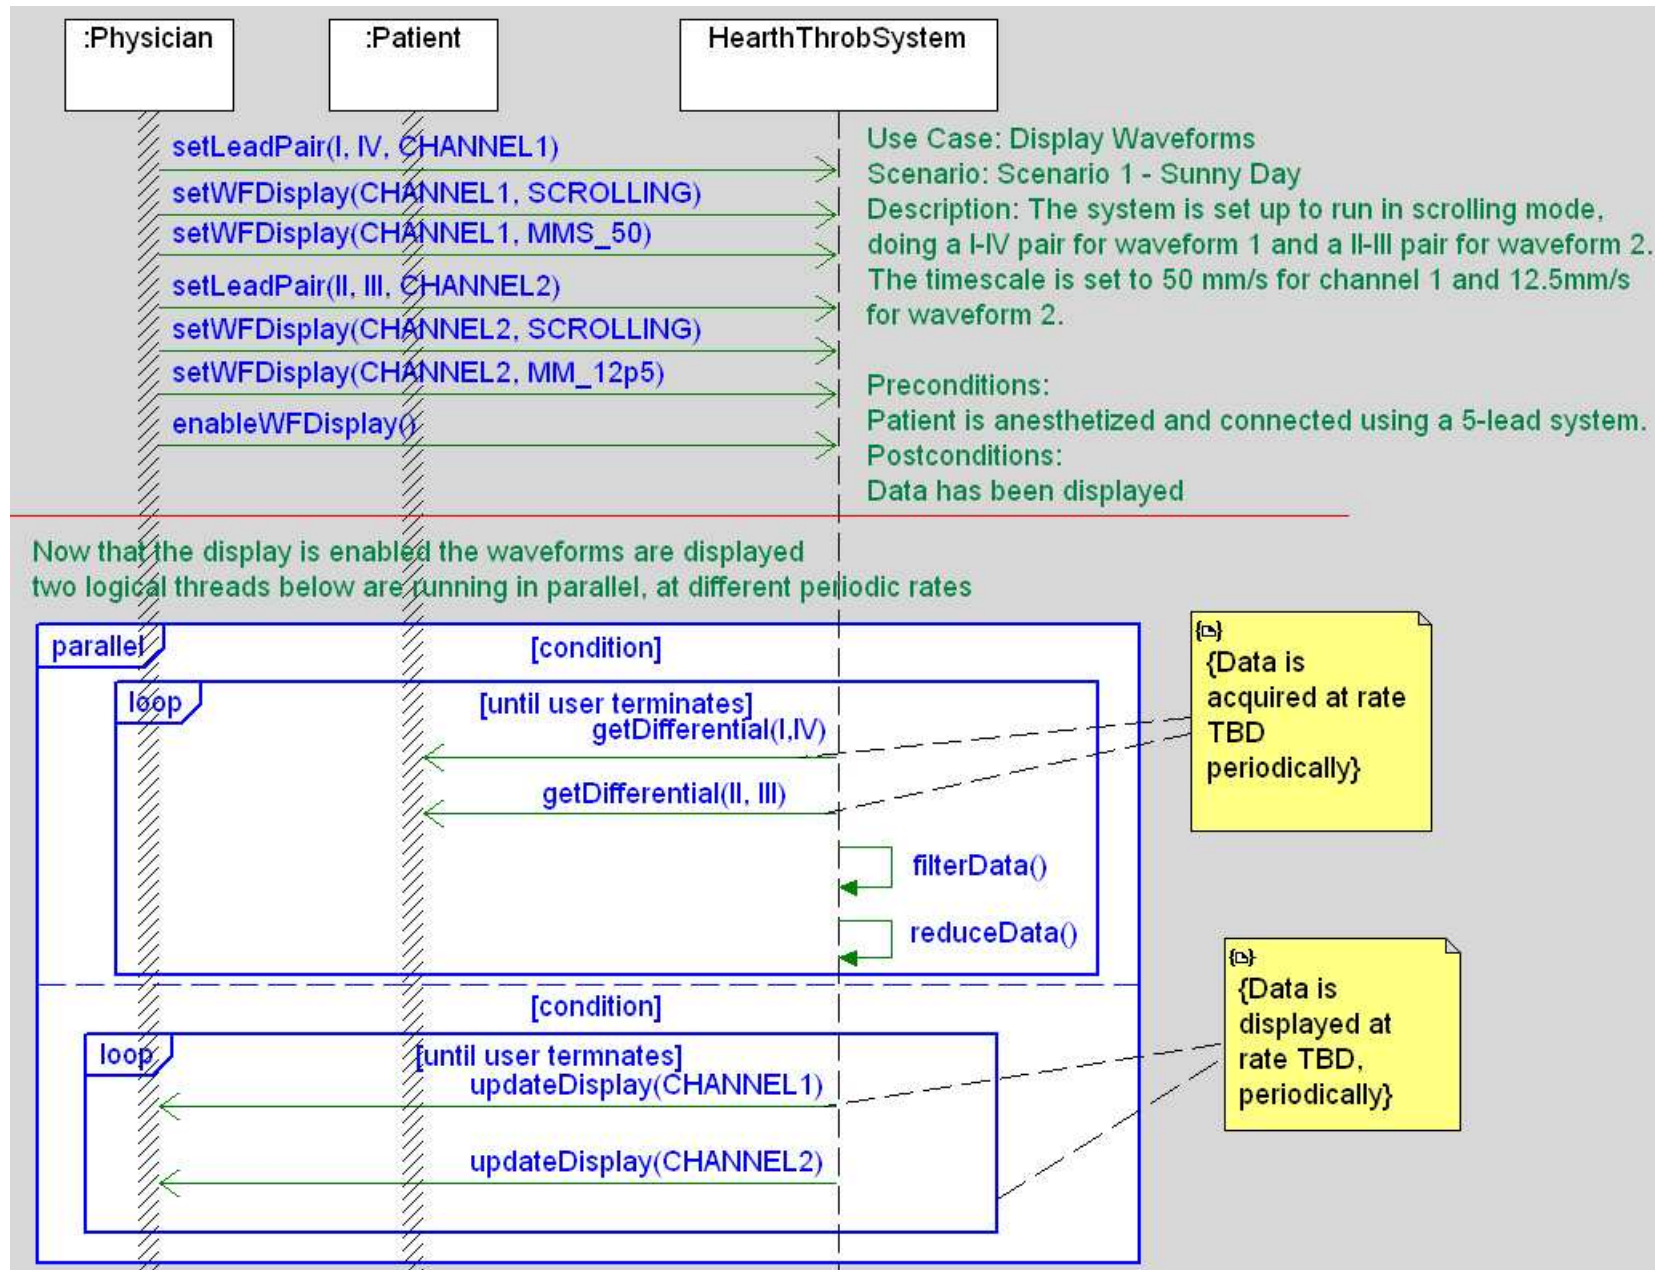 :Physician
:Patient
HearthThrobSystem
setLeadPair(I, IV, CHANNEL1)
setWFDisplay(CHANNEL1, SCROLLING)
setWFDisplay(CHANNEL1, MMS_50)
setLeadPair(II, III, CHANNEL2)
setWFDisplay(CHANNEL2, SCROLLING)
setWFDisplay(CHANNEL2, MM_12p5)
enableWFDisplay()
Use Case: Display Waveforms
Scenario: Scenario 1 - Sunny Day
Description: The system is set up to run in scrolling mode,
doing a I-IV pair for waveform 1 and a II-III pair for waveform 2.
The timescale is set to 50 mm/s for channel 1 and 12.5mm/s
for waveform 2.
Preconditions:
Patient is anesthetized and connected using a 5-lead system.
Postconditions:
Data has been displayed
Now that the display is enabled the waveforms are displayed
two logical threads below are running in parallel, at different periodic rates
parallel
[condition]
loop
[until user terminates]
getDifferential(I,IV)
getDifferential(II, III)
filterData()
reduceData()
{Data is
acquired at rate
TBD
periodically}
[condition]
loop
[until user termnates]
updateDisplay(CHANNEL1)
updateDisplay(CHANNEL2)
{Data is
displayed at
rate TBD,
periodically}